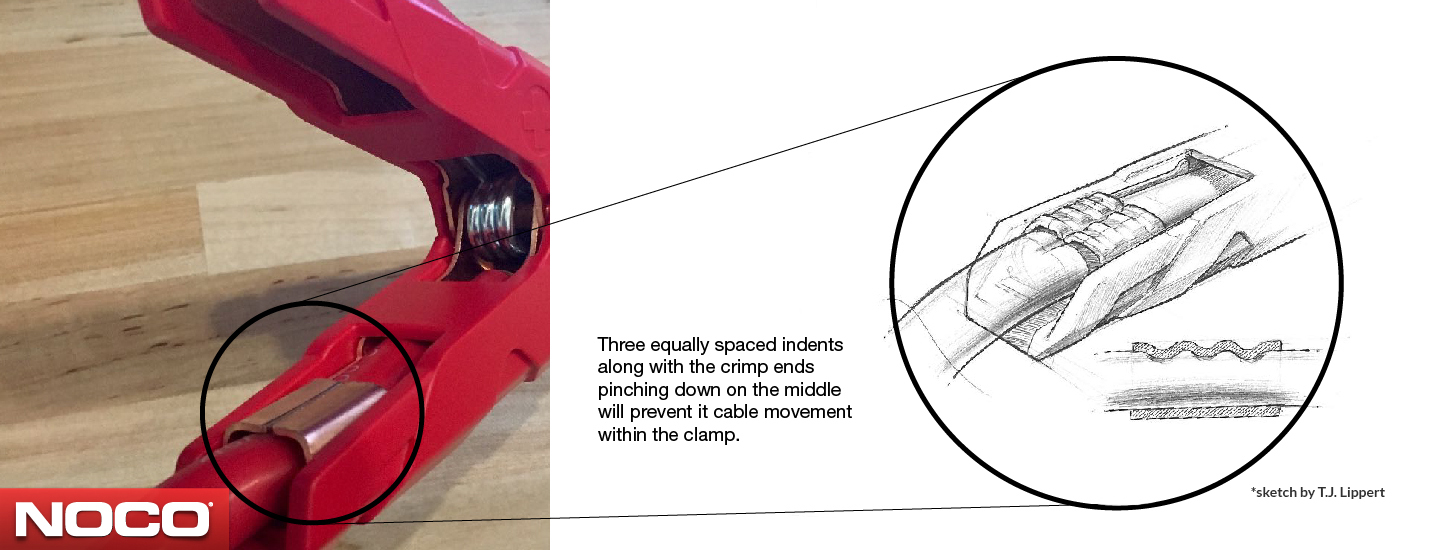 Three equally spaced indents
along with the crimp ends
pinching down on the middle
will prevent it cable movement
within the clamp.
*sketch by T.J. Lippert
NOCO